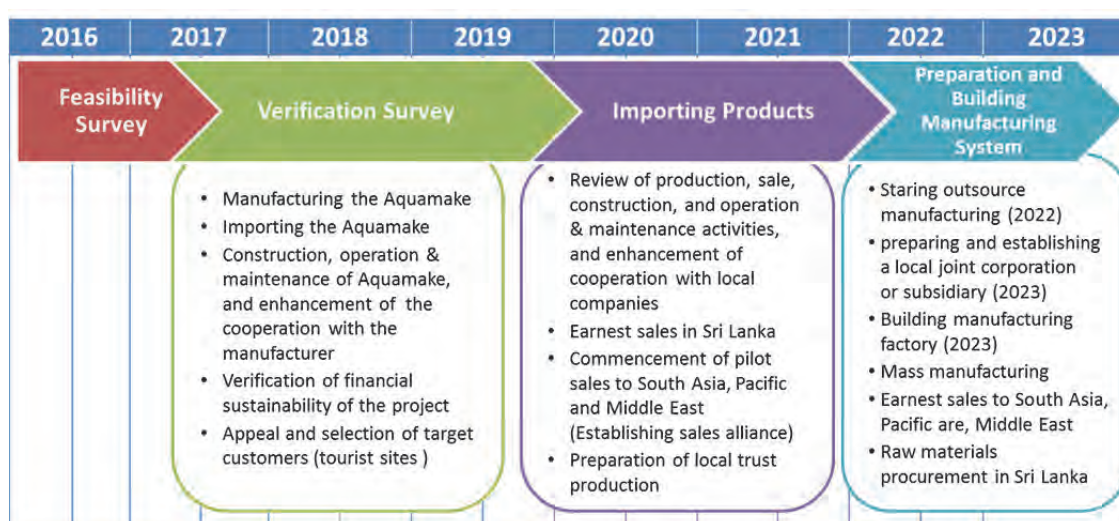 2016 2017 2018 2019 2020 2021 2022 2023
Feasibility
Survey
Verification Survey
Importing Products
Preparation and
Building
Manufacturing
System
• Manufacturing the Aquamake
• Importing the Aquamake
• Construction, operation &
maintenance of Aquamake,
and enhancement of the
cooperation with the
manufacturer
• Verification of financial
sustainability of the project
• Appeal and selection of target
customers (tourist sites )
• Review of production, sale,
construction, and operation
& maintenance activities,
and enhancement of
cooperation with local
companies
• Earnest sales in Sri Lanka
• Commencement of pilot
sales to South Asia, Pacific
and Middle East
(Establishing sales alliance)
• Preparation of local trust
production
• Staring outsource
manufacturing (2022)
• preparing and establishing
a local joint corporation
or subsidiary (2023)
• Building manufacturing
factory (2023)
• Mass manufacturing
• Earnest sales to South Asia,
Pacific are, Middle East
• Raw materials
procurement in Sri Lanka